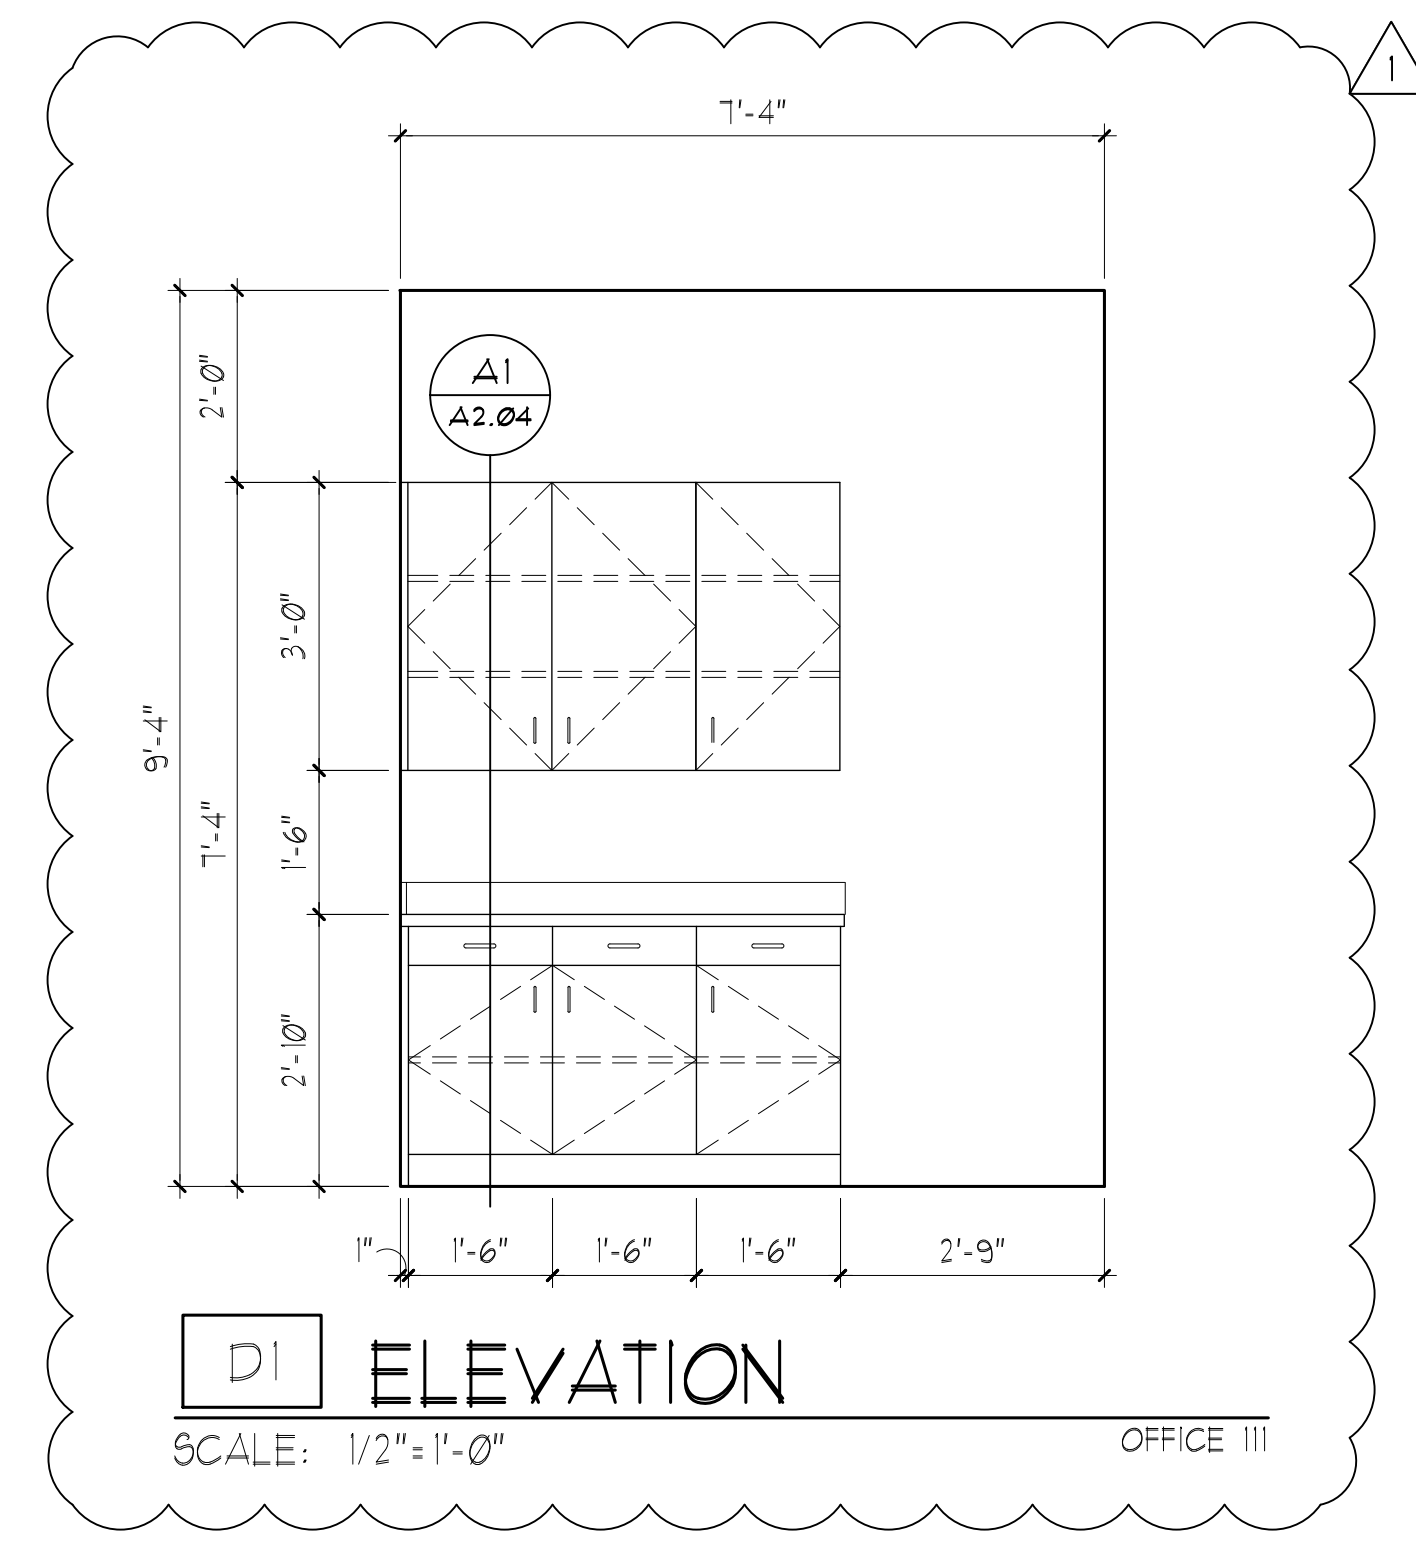 1
7'-4"
2'-0"
A1
A2.04
3'-0"
9'-4"
7'-4"
1'-6"
2'-10"
1"
1'-6"
1'-6"
1'-6"
2'-9"
D1
ELEVATION
SCALE: 1/2"=1'-0"
OFFICE 111